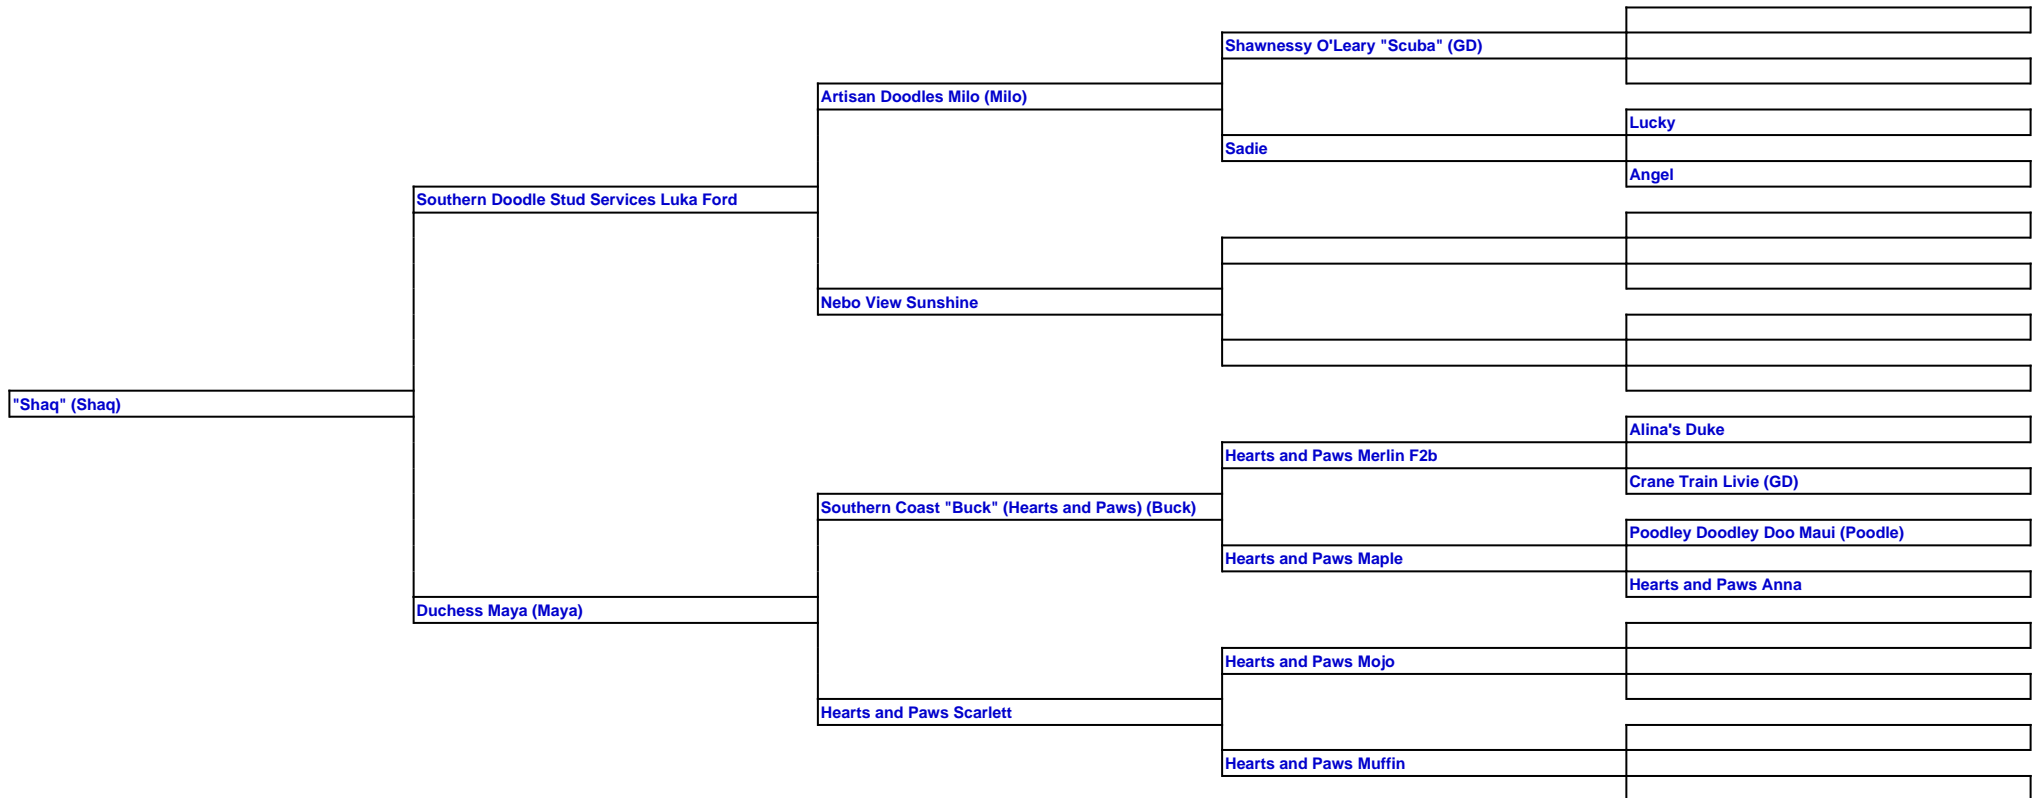 Shawnessy O'Leary "Scuba" (GD)
Artisan Doodles Milo (Milo)
Lucky
Sadie
Angel
Southern Doodle Stud Services Luka Ford
Nebo View Sunshine
"Shaq" (Shaq)
Alina's Duke
Hearts and Paws Merlin F2b
Crane Train Livie (GD)
Southern Coast "Buck" (Hearts and Paws) (Buck)
Poodley Doodley Doo Maui (Poodle)
Hearts and Paws Maple
Hearts and Paws Anna
Duchess Maya (Maya)
Hearts and Paws Mojo
Hearts and Paws Scarlett
Hearts and Paws Muffin